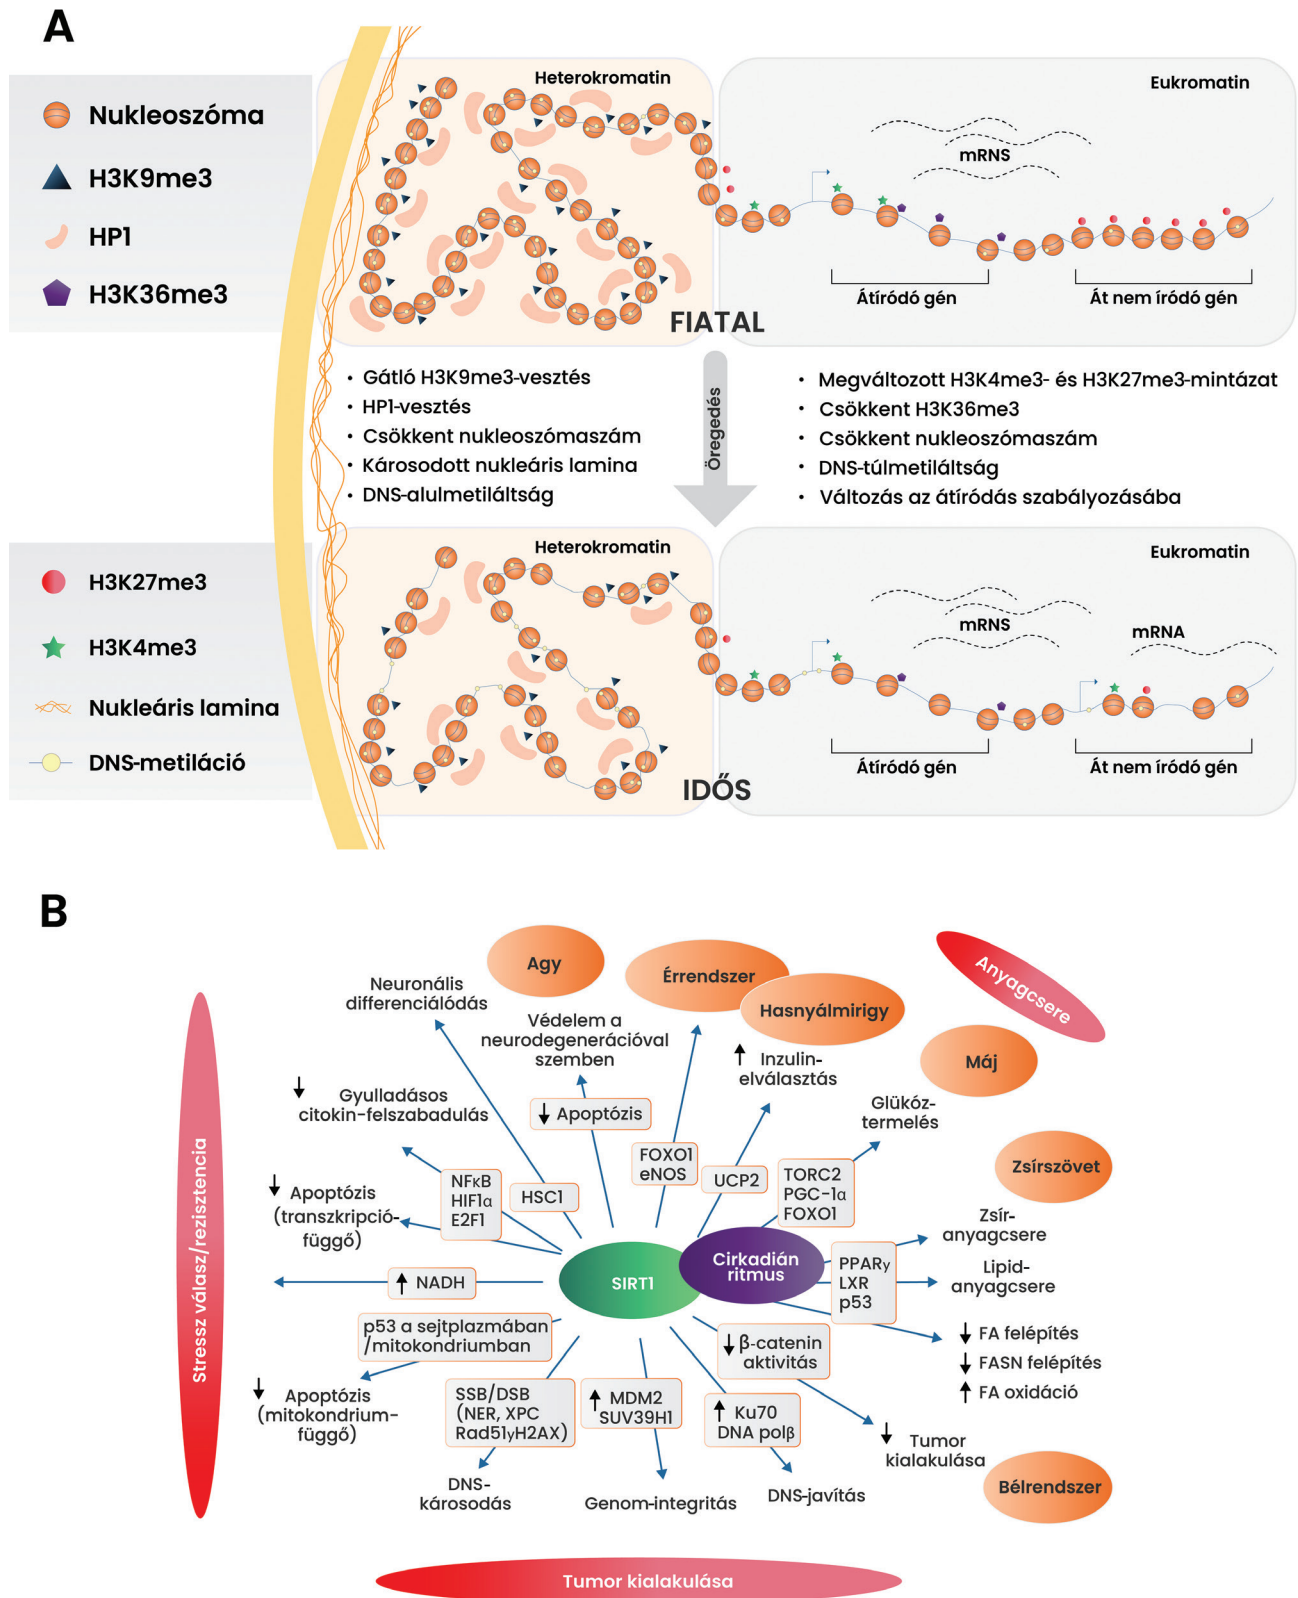 A
Nukleoszóma
H3K9me3
HP1
H3K36me3
Heterokromatin
Eukromatin
mRNS
Átíródó gén
Át nem íródó gén
FIATAL
• Gátló H3K9me3-vesztés
• HP1-vesztés
• Csökkent nukleoszómaszám
• Károsodott nukleáris lamina
• DNS-alulmetiláltság
Öregedés
• Megváltozott H3K4me3- és H3K27me3-mintázat
• Csökkent H3K36me3
• Csökkent nukleoszómaszám
• DNS-túlmetiláltság
• Változás az átíródás szabályozásába
H3K27me3
H3K4me3
Nukleáris lamina
DNS-metiláció
Heterokromatin
Eukromatin
mRNS
mRNA
Átíródó gén
Át nem íródó gén
IDŐS
B
Agy
Érrendszer
Hasnyálmirigy
Anyagcsere
Máj
Zsírszövet
Bélrendszer
Stressz válasz/rezisztencia
Tumor kialakulása
Neuronális
differenciálódás
Védelem a
neurodegenerációval
szemben
↑ Inzulin-
elválasztás
Glükóz-
termelés
↓ Gyulladásos
citokin-felszabadulás
↓ Apoptózis
FOXO1
eNOS
UCP2
TORC2
PGC-1α
FOXO1
NFκB
HIF1α
E2F1
HSC1
↓ Apoptózis
(transzkripció-
függő)
Zsír-
anyagcsere
SIRT1
Cirkadián
ritmus
PPARγ
LXR
p53
Lipid-
anyagcsere
↑ NADH
p53 a sejtplazmában
/mitokondriumban
↓ β-catenin
aktivitás
↓ FA felépítés
↓ FASN felépítés
↑ FA oxidáció
↓ Apoptózis
(mitokondrium-
függő)
SSB/DSB
(NER, XPC
Rad51γH2AX)
↑ MDM2
SUV39H1
↑ Ku70
DNA polβ
↓ Tumor
kialakulása
DNS-
károsodás
Genom-integritás
DNS-javítás